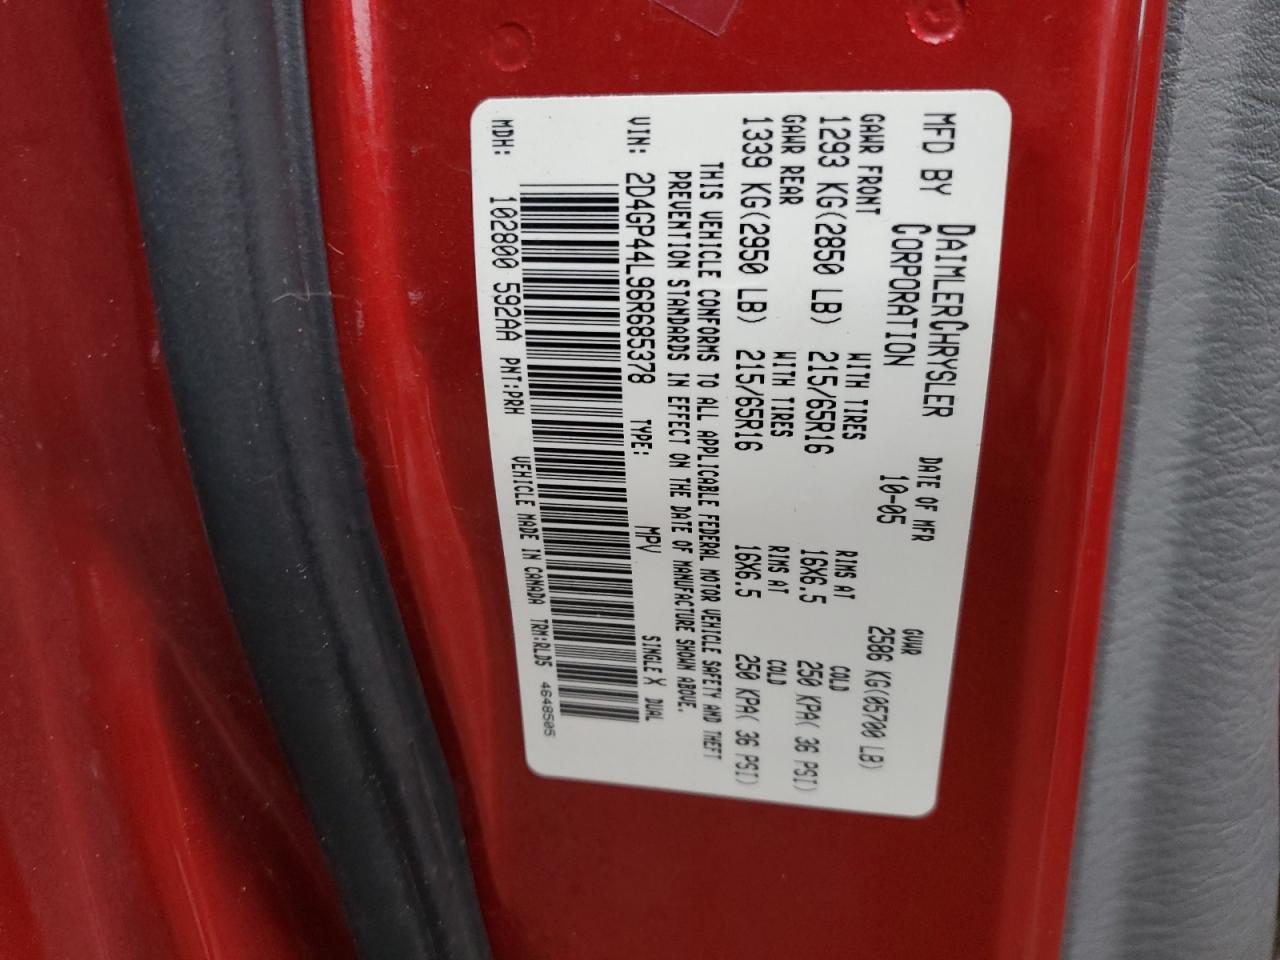 MFD BY DAIMLERCHRYSLER CORPORATION DATE OF MFR 10-05 GVWR 2586 KG(05700 LB)
GAWR FRONT WITH TIRES RIMS AT COLD
1293 KG(2850 LB) 215/65R16 16X6.5 250 KPA( 36 PSI)
GAWR REAR WITH TIRES RIMS AT COLD
1339 KG(2950 LB) 215/65R16 16X6.5 250 KPA( 36 PSI)
THIS VEHICLE CONFORMS TO ALL APPLICABLE FEDERAL MOTOR VEHICLE SAFETY AND THEFT
PREVENTION STANDARDS IN EFFECT ON THE DATE OF MANUFACTURE SHOWN ABOVE.
VIN: 2D4GP44L96R685378 TYPE: MPV SINGLE X DUAL
MDH: 102800 592AA PNT:PRH VEHICLE MADE IN CANADA TRM:RLD5 4648505